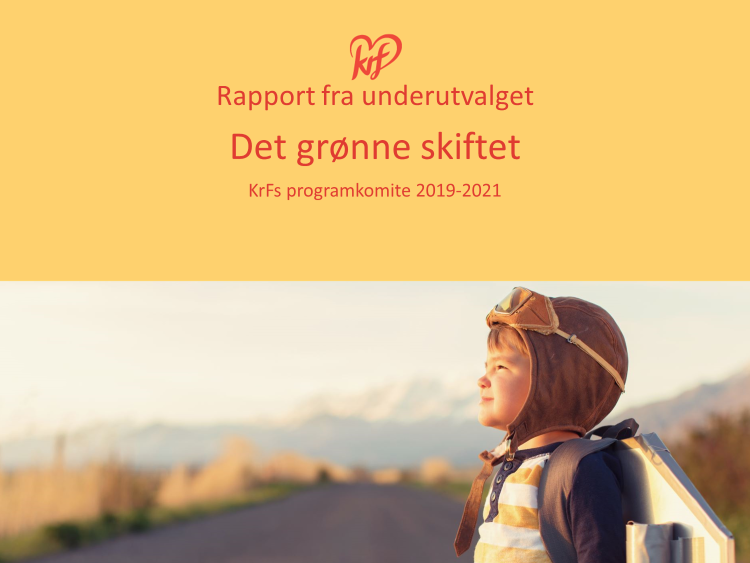 krf
Rapport fra underutvalget
Det grønne skiftet
KrFs programkomite 2019-2021